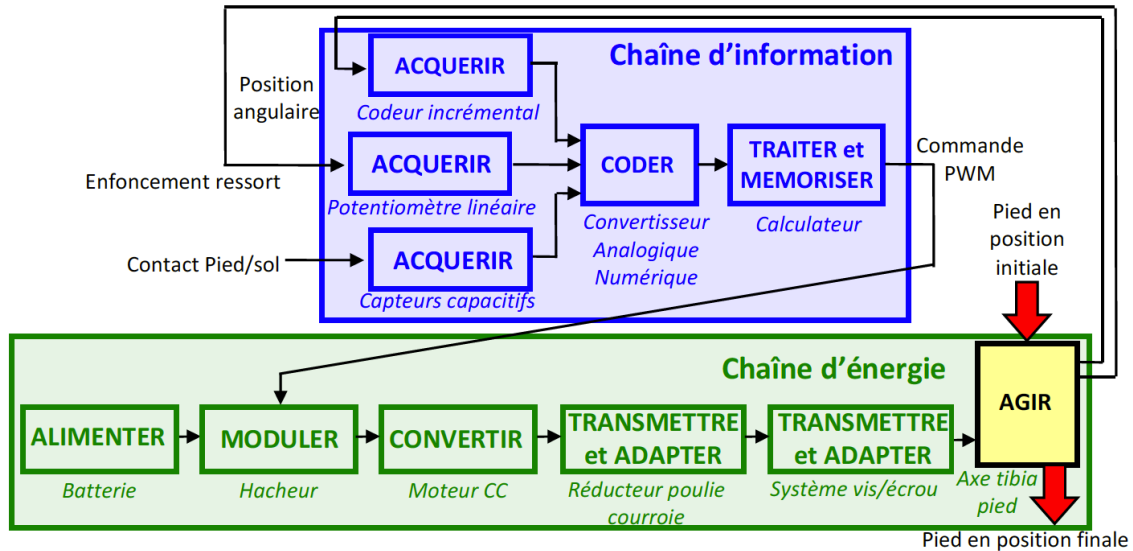 Chaîne d'information
ACQUERIR
Codeur incrémental
Position
angulaire
ACQUERIR
Potentiomètre linéaire
Enfoncement ressort
ACQUERIR
Capteurs capacitifs
Contact Pied/sol
CODER
Convertisseur
Analogique
Numérique
TRAITER et
MEMORISER
Calculateur
Commande
PWM
Pied en
position
initiale
Chaîne d'énergie
ALIMENTER
Batterie
MODULER
Hacheur
CONVERTIR
Moteur CC
TRANSMETTRE
et ADAPTER
Réducteur poulie
courroie
TRANSMETTRE
et ADAPTER
Système vis/écrou
AGIR
Axe tibia
pied
Pied en position finale